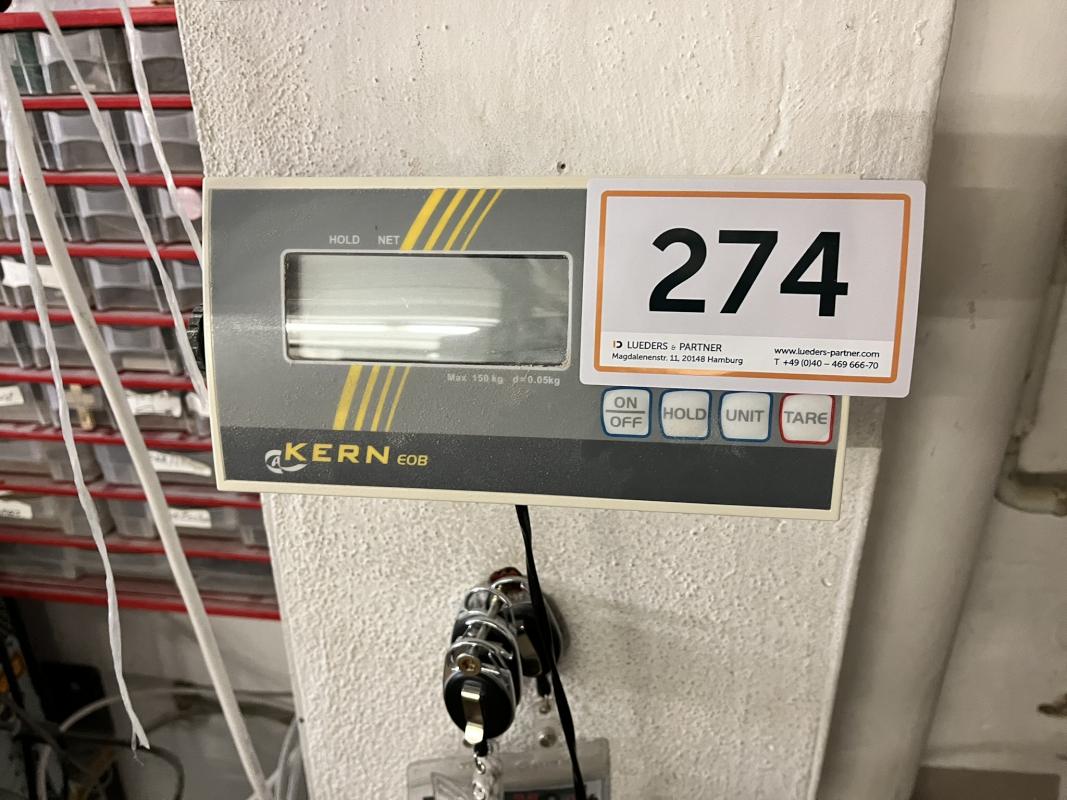 HOLD NET
274
LUEDERS & PARTNER
Magdalenenstr. 11, 20148 Hamburg
www.lueders-partner.com
T +49 (0)40 – 469 666-70
Max 150 kg d=0.05kg
ON
OFF
HOLD
UNIT
TARE
KERN EOB